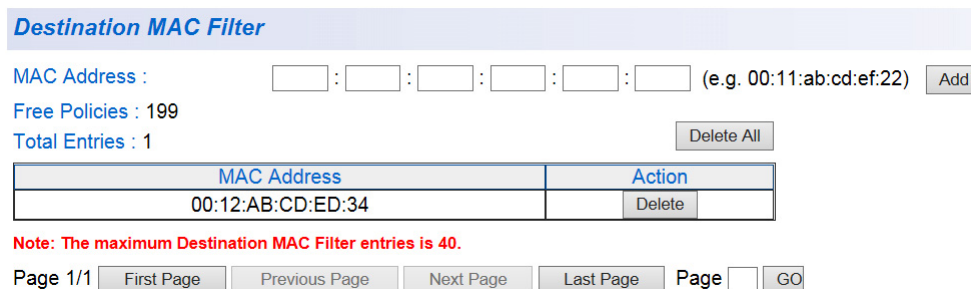 Destination MAC Filter
MAC Address : : : : : : (e.g. 00:11:ab:cd:ef:22) Add
Free Policies : 199
Total Entries : 1 Delete All
MAC Address Action
00:12:AB:CD:ED:34 Delete
Note: The maximum Destination MAC Filter entries is 40.
Page 1/1 First Page Previous Page Next Page Last Page Page GO